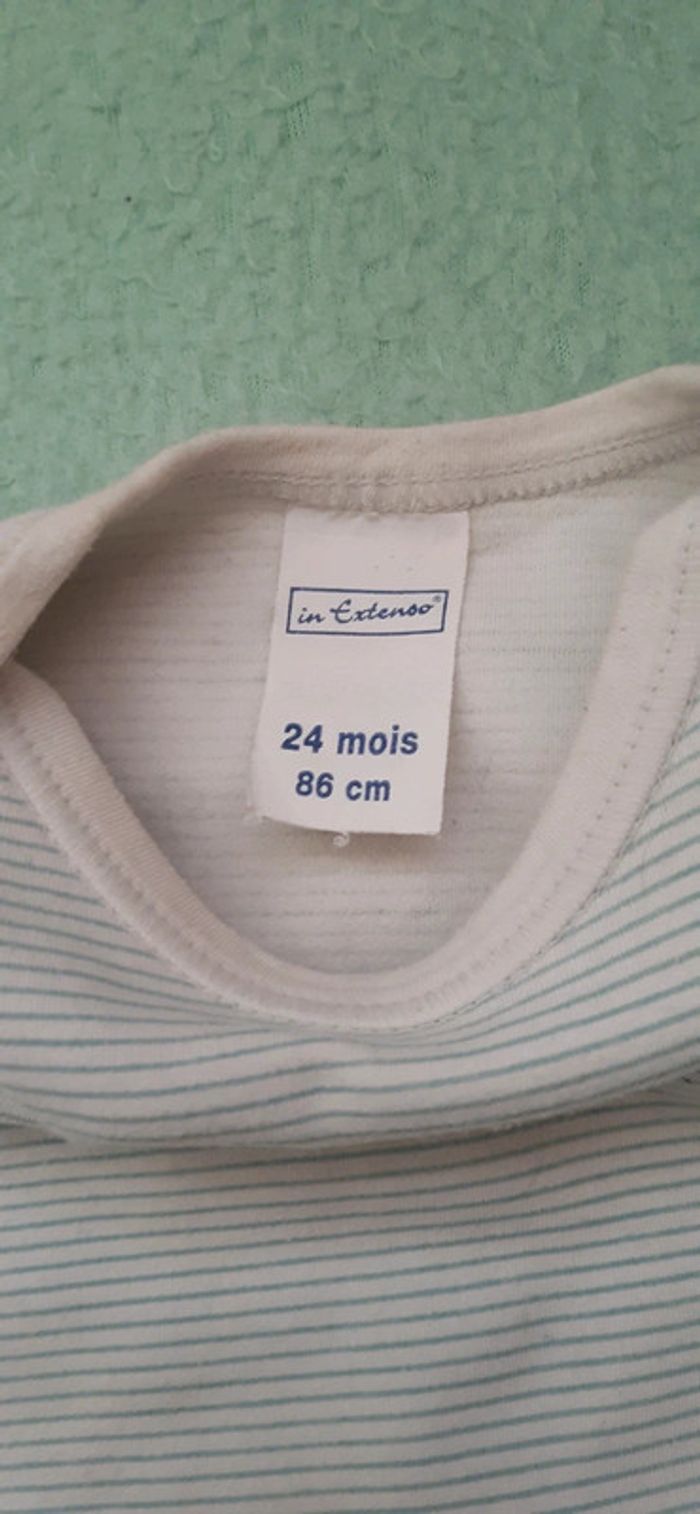 in Extenso®
24 mois
86 cm